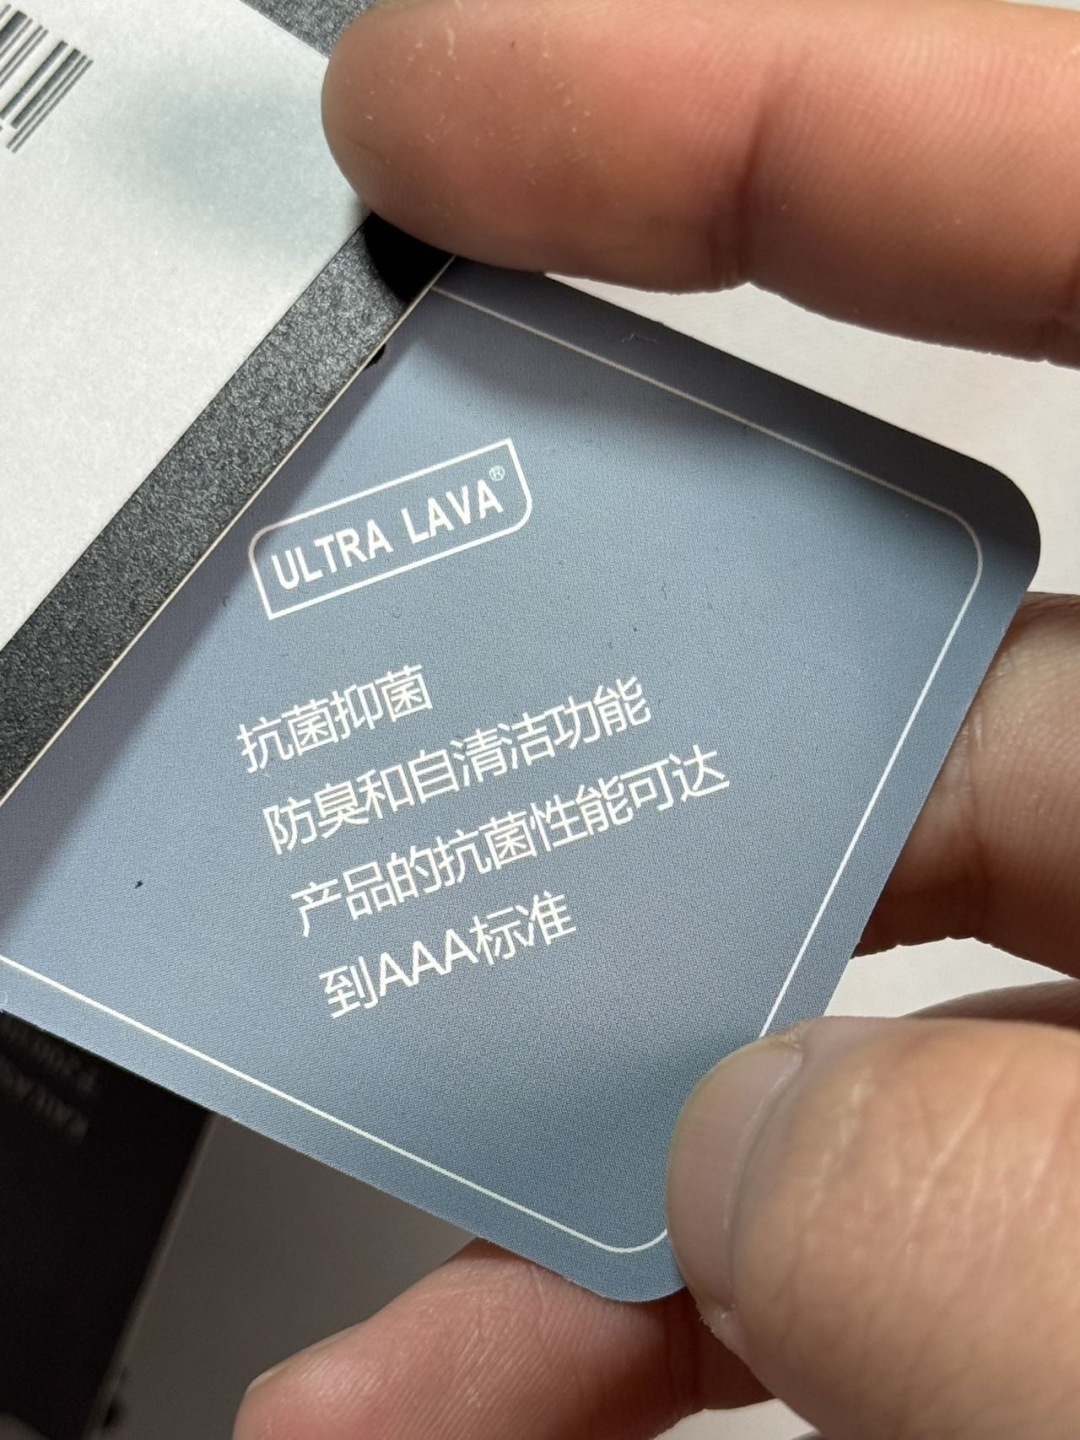 ULTRA LAVA®
抗菌抑菌
防臭和自清洁功能
产品的抗菌性能可达
到AAA标准